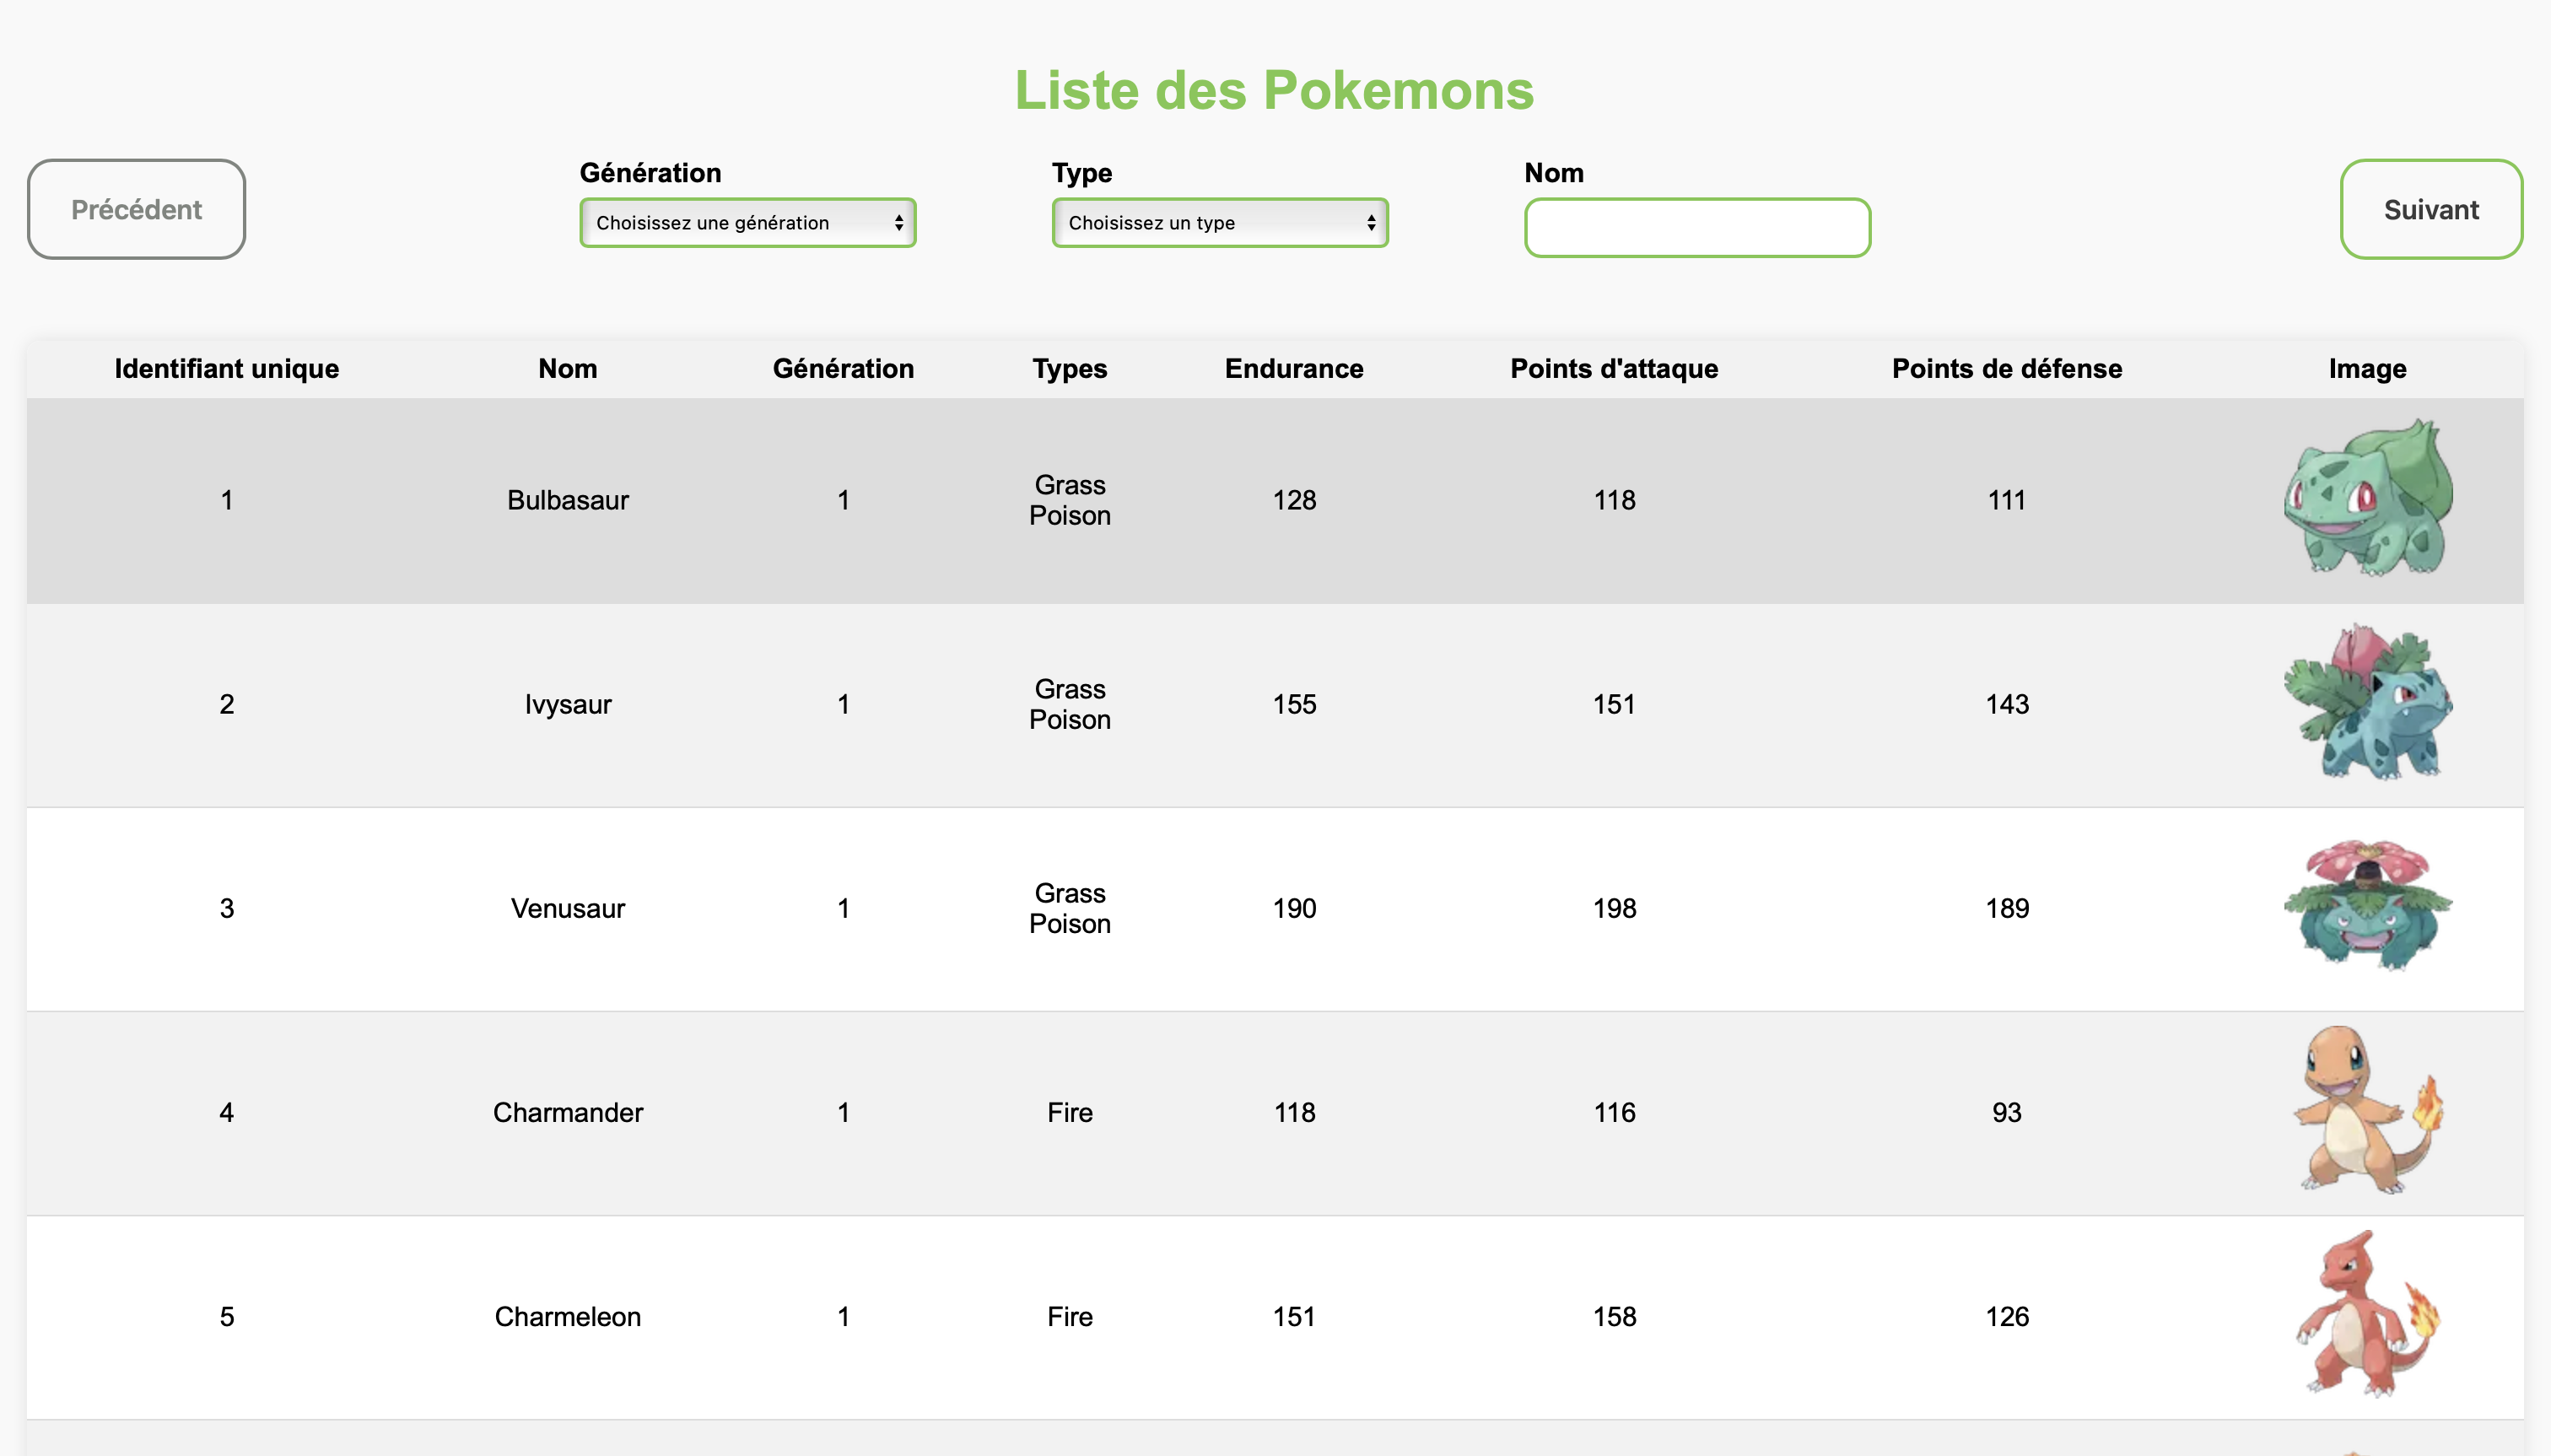 Liste des Pokemons
Précédent
Génération
Choisissez une génération
Type
Choisissez un type
Nom
Suivant
Identifiant unique Nom Génération Types Endurance Points d'attaque Points de défense Image
1 Bulbasaur 1 Grass Poison 128 118 111
2 Ivysaur 1 Grass Poison 155 151 143
3 Venusaur 1 Grass Poison 190 198 189
4 Charmander 1 Fire 118 116 93
5 Charmeleon 1 Fire 151 158 126